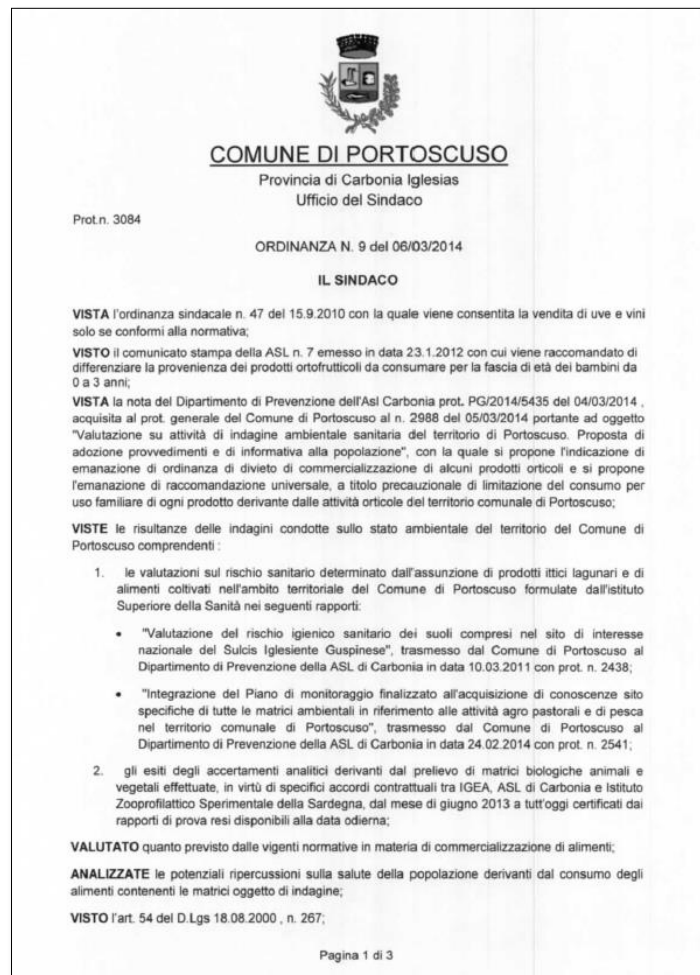 COMUNE DI PORTOSCUSO
Provincia di Carbonia Iglesias
Ufficio del Sindaco
Prot.n. 3084
ORDINANZA N. 9 del 06/03/2014
IL SINDACO
VISTA l'ordinanza sindacale n. 47 del 15.9.2010 con la quale viene consentita la vendita di uve e vini
solo se conformi alla normativa;
VISTO il comunicato stampa della ASL n. 7 emesso in data 23.1.2012 con cui viene raccomandato di
differenziare la provenienza dei prodotti ortofrutticoli da consumare per la fascia di età dei bambini da
0 a 3 anni;
VISTA la nota del Dipartimento di Prevenzione dell'Asl Carbonia prot. PG/2014/5435 del 04/03/2014 ,
acquisita al prot. generale del Comune di Portoscuso al n. 2988 del 05/03/2014 portante ad oggetto
"Valutazione su attività di indagine ambientale sanitaria del territorio di Portoscuso. Proposta di
adozione provvedimenti e di informativa alla popolazione", con la quale si propone l'indicazione di
emanazione di ordinanza di divieto di commercializzazione di alcuni prodotti orticoli e si propone
l'emanazione di raccomandazione universale, a titolo precauzionale di limitazione del consumo per
uso familiare di ogni prodotto derivante dalle attività orticole del territorio comunale di Portoscuso;
VISTE le risultanze delle indagini condotte sullo stato ambientale del territorio del Comune di
Portoscuso comprendenti :
1. le valutazioni sul rischio sanitario determinato dall'assunzione di prodotti ittici lagunari e di
alimenti coltivati nell'ambito territoriale del Comune di Portoscuso formulate dall'istituto
Superiore della Sanità nei seguenti rapporti:
• "Valutazione del rischio igienico sanitario dei suoli compresi nel sito di interesse
nazionale del Sulcis Iglesiente Guspinese", trasmesso dal Comune di Portoscuso al
Dipartimento di Prevenzione della ASL di Carbonia in data 10.03.2011 con prot. n. 2438;
• "Integrazione del Piano di monitoraggio finalizzato all'acquisizione di conoscenze sito
specifiche di tutte le matrici ambientali in riferimento alle attività agro pastorali e di pesca
nel territorio comunale di Portoscuso", trasmesso dal Comune di Portoscuso al
Dipartimento di Prevenzione della ASL di Carbonia in data 24.02.2014 con prot. n. 2541;
2. gli esiti degli accertamenti analitici derivanti dal prelievo di matrici biologiche animali e
vegetali effettuate, in virtù di specifici accordi contrattuali tra IGEA, ASL di Carbonia e Istituto
Zooprofilattico Sperimentale della Sardegna, dal mese di giugno 2013 a tutt'oggi certificati dai
rapporti di prova resi disponibili alla data odierna;
VALUTATO quanto previsto dalle vigenti normative in materia di commercializzazione di alimenti;
ANALIZZATE le potenziali ripercussioni sulla salute della popolazione derivanti dal consumo degli
alimenti contenenti le matrici oggetto di indagine;
VISTO l'art. 54 del D.Lgs 18.08.2000 , n. 267;
Pagina 1 di 3